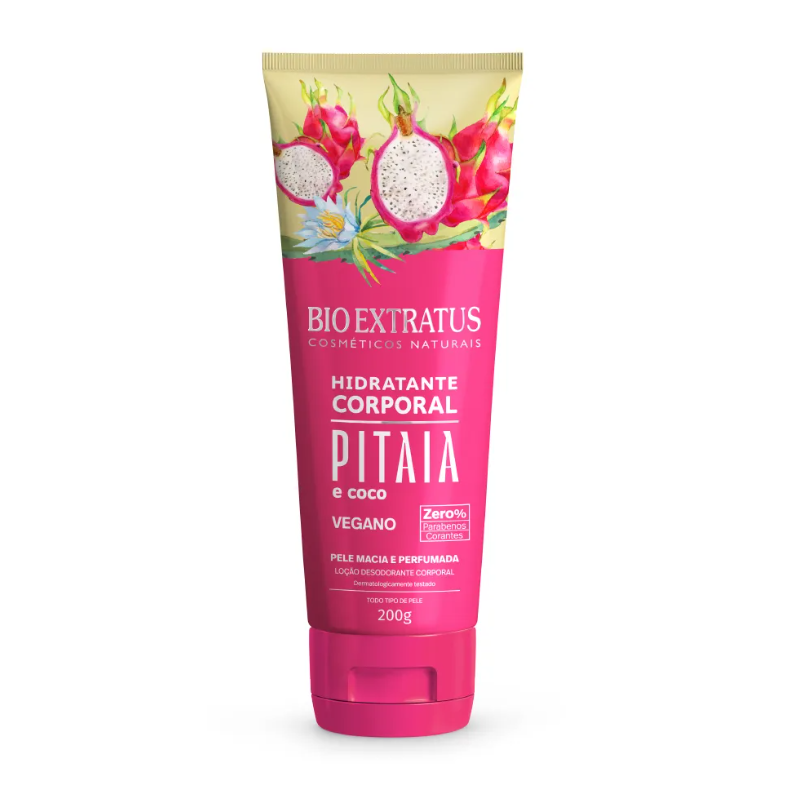 BIO EXTRATUS
COSMÉTICOS NATURAIS
HIDRATANTE
CORPORAL
PITAIA
e coco
VEGANO
Zero%
Parabenos
Corantes
PELE MACIA E PERFUMADA
LOÇÃO DESODORANTE CORPORAL
Dermatologicamente testado
TODO TIPO DE PELE
200g